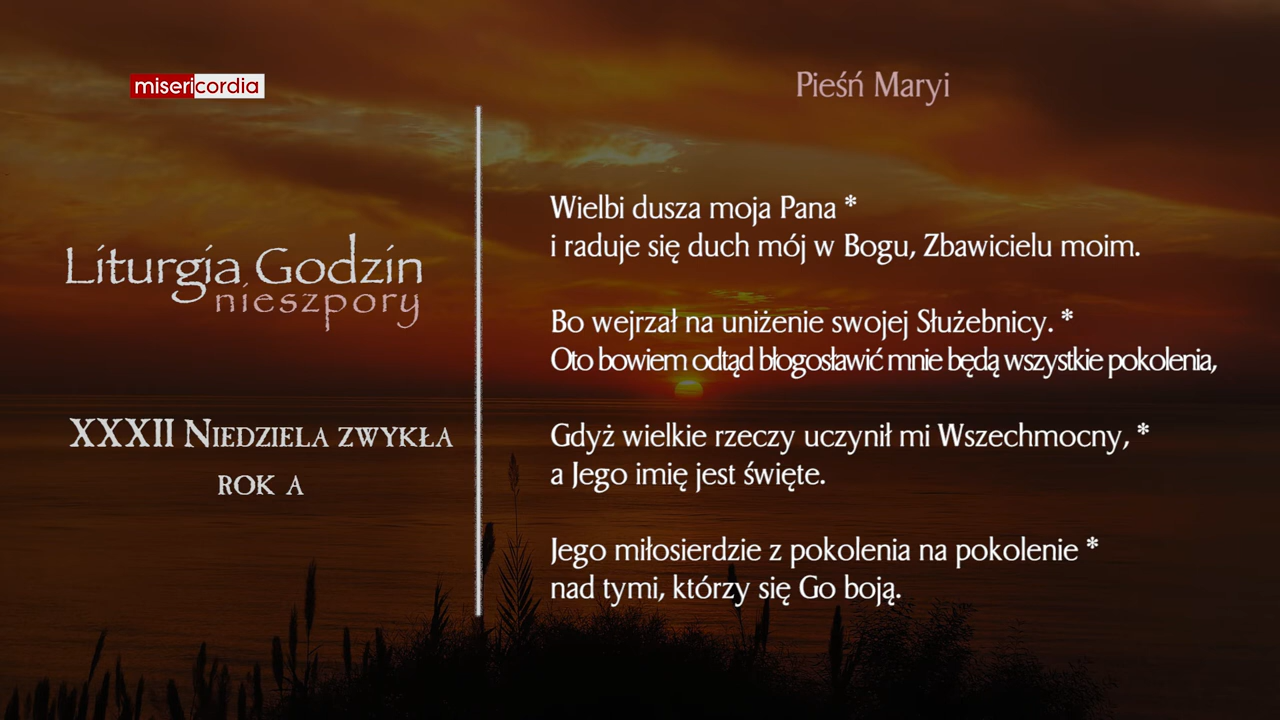 misericordia
Liturgia Godzin
nieszpory
XXXII Niedziela zwykła
rok a
Pieśń Maryi
Wielbi dusza moja Pana *
i raduje się duch mój w Bogu, Zbawicielu moim.
Bo wejrzał na uniżenie swojej Służebnicy. *
Oto bowiem odtąd błogosławić mnie będą wszystkie pokolenia,
Gdyż wielkie rzeczy uczynił mi Wszechmocny, *
a Jego imię jest święte.
Jego miłosierdzie z pokolenia na pokolenie *
nad tymi, którzy się Go boją.